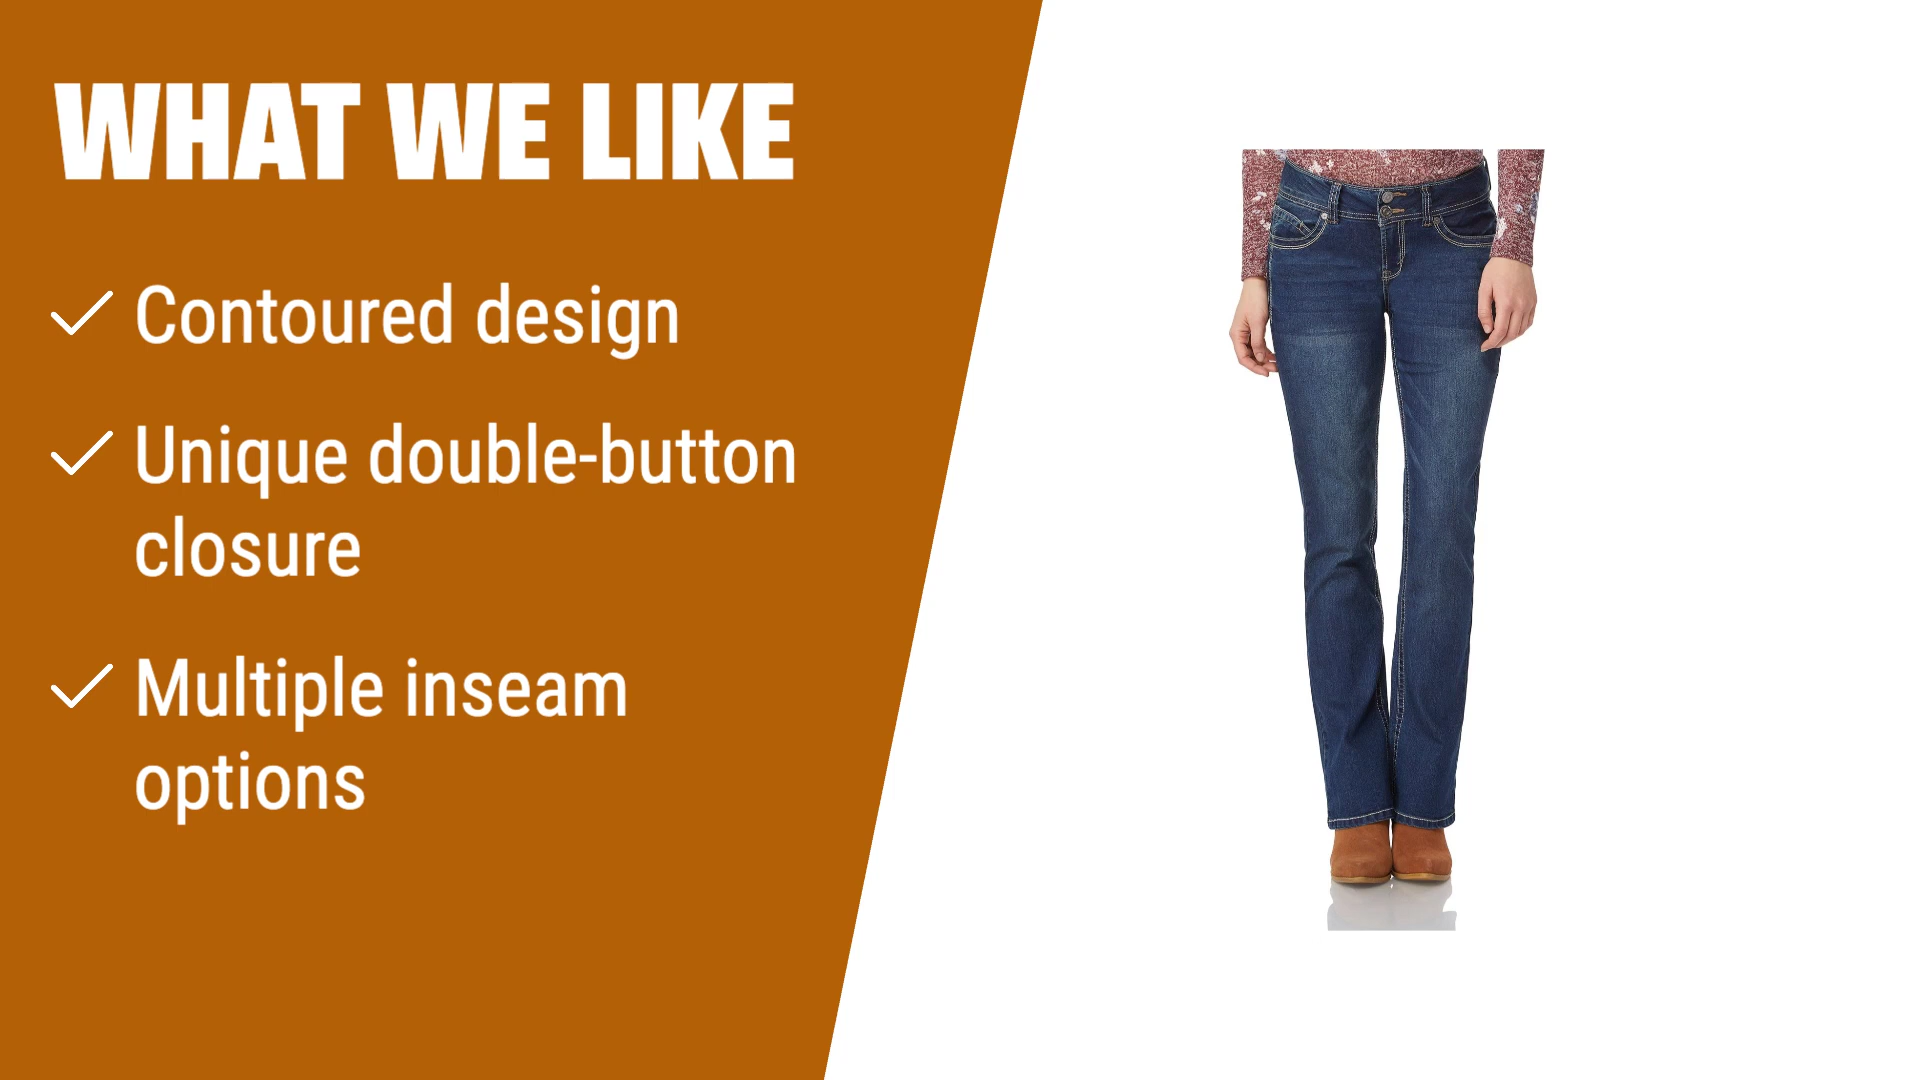 WHAT WE LIKE
Contoured design
Unique double-button
closure
Multiple inseam
options